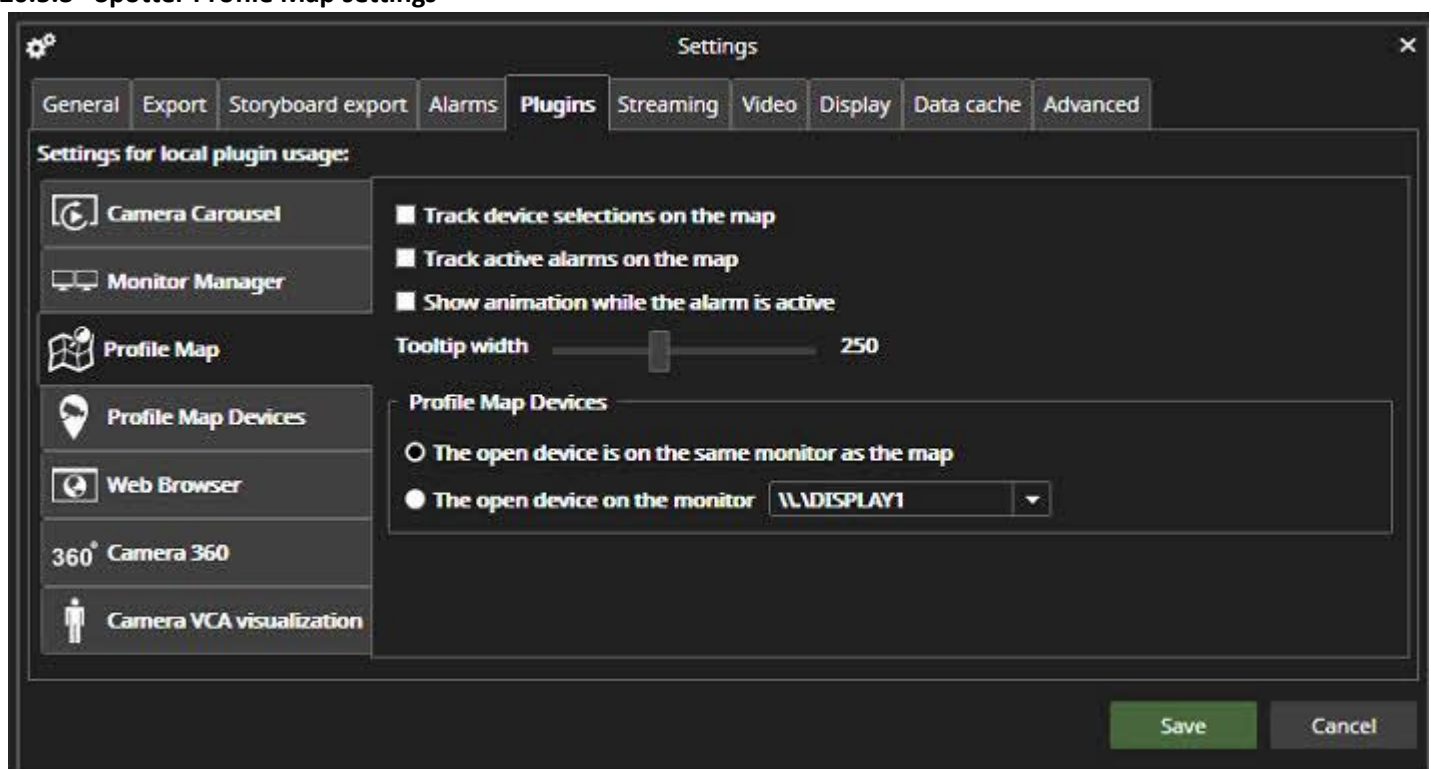 Spotter Profile Map settings
Settings
General Export Storyboard export Alarms Plugins Streaming Video Display Data cache Advanced
Settings for local plugin usage:
Camera Carousel
Monitor Manager
Profile Map
Profile Map Devices
Web Browser
360° Camera 360
Camera VCA visualization
Track device selections on the map
Track active alarms on the map
Show animation while the alarm is active
Tooltip width 250
Profile Map Devices
The open device is on the same monitor as the map
The open device on the monitor \\.\DISPLAY1
Save Cancel